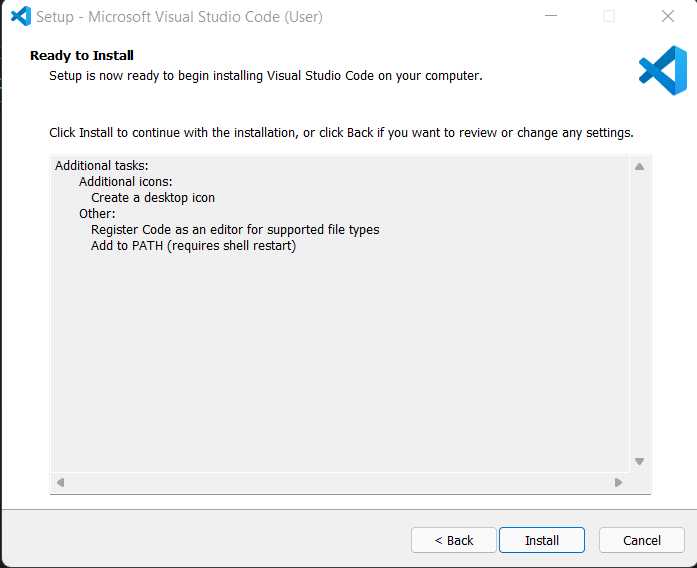 Setup - Microsoft Visual Studio Code (User)
Ready to Install
Setup is now ready to begin installing Visual Studio Code on your computer.
Click Install to continue with the installation, or click Back if you want to review or change any settings.
Additional tasks:
Additional icons:
Create a desktop icon
Other:
Register Code as an editor for supported file types
Add to PATH (requires shell restart)
< Back
Install
Cancel